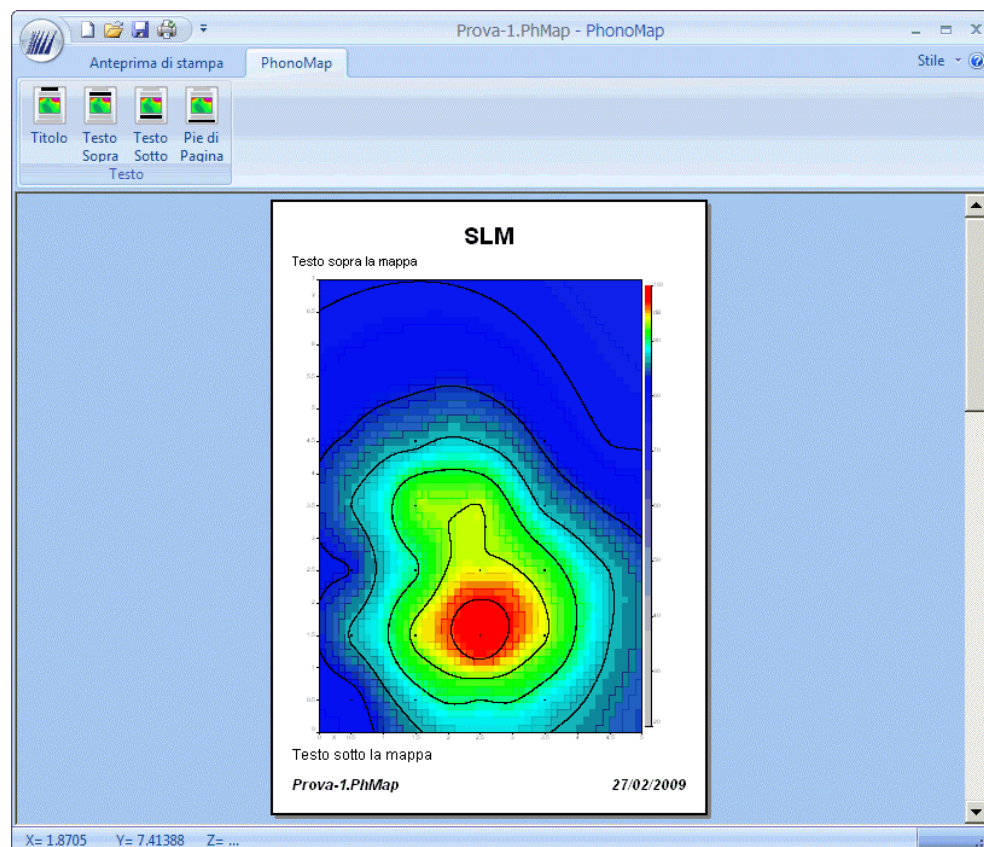 Prova-1.PhMap - PhonoMap
Anteprima di stampa
PhonoMap
Stile
Titolo
Testo Sopra
Testo Sotto
Pie di Pagina
Testo
SLM
Testo sopra la mappa
Testo sotto la mappa
Prova-1.PhMap
27/02/2009
X= 1.8705 Y= 7.41388 Z= ...